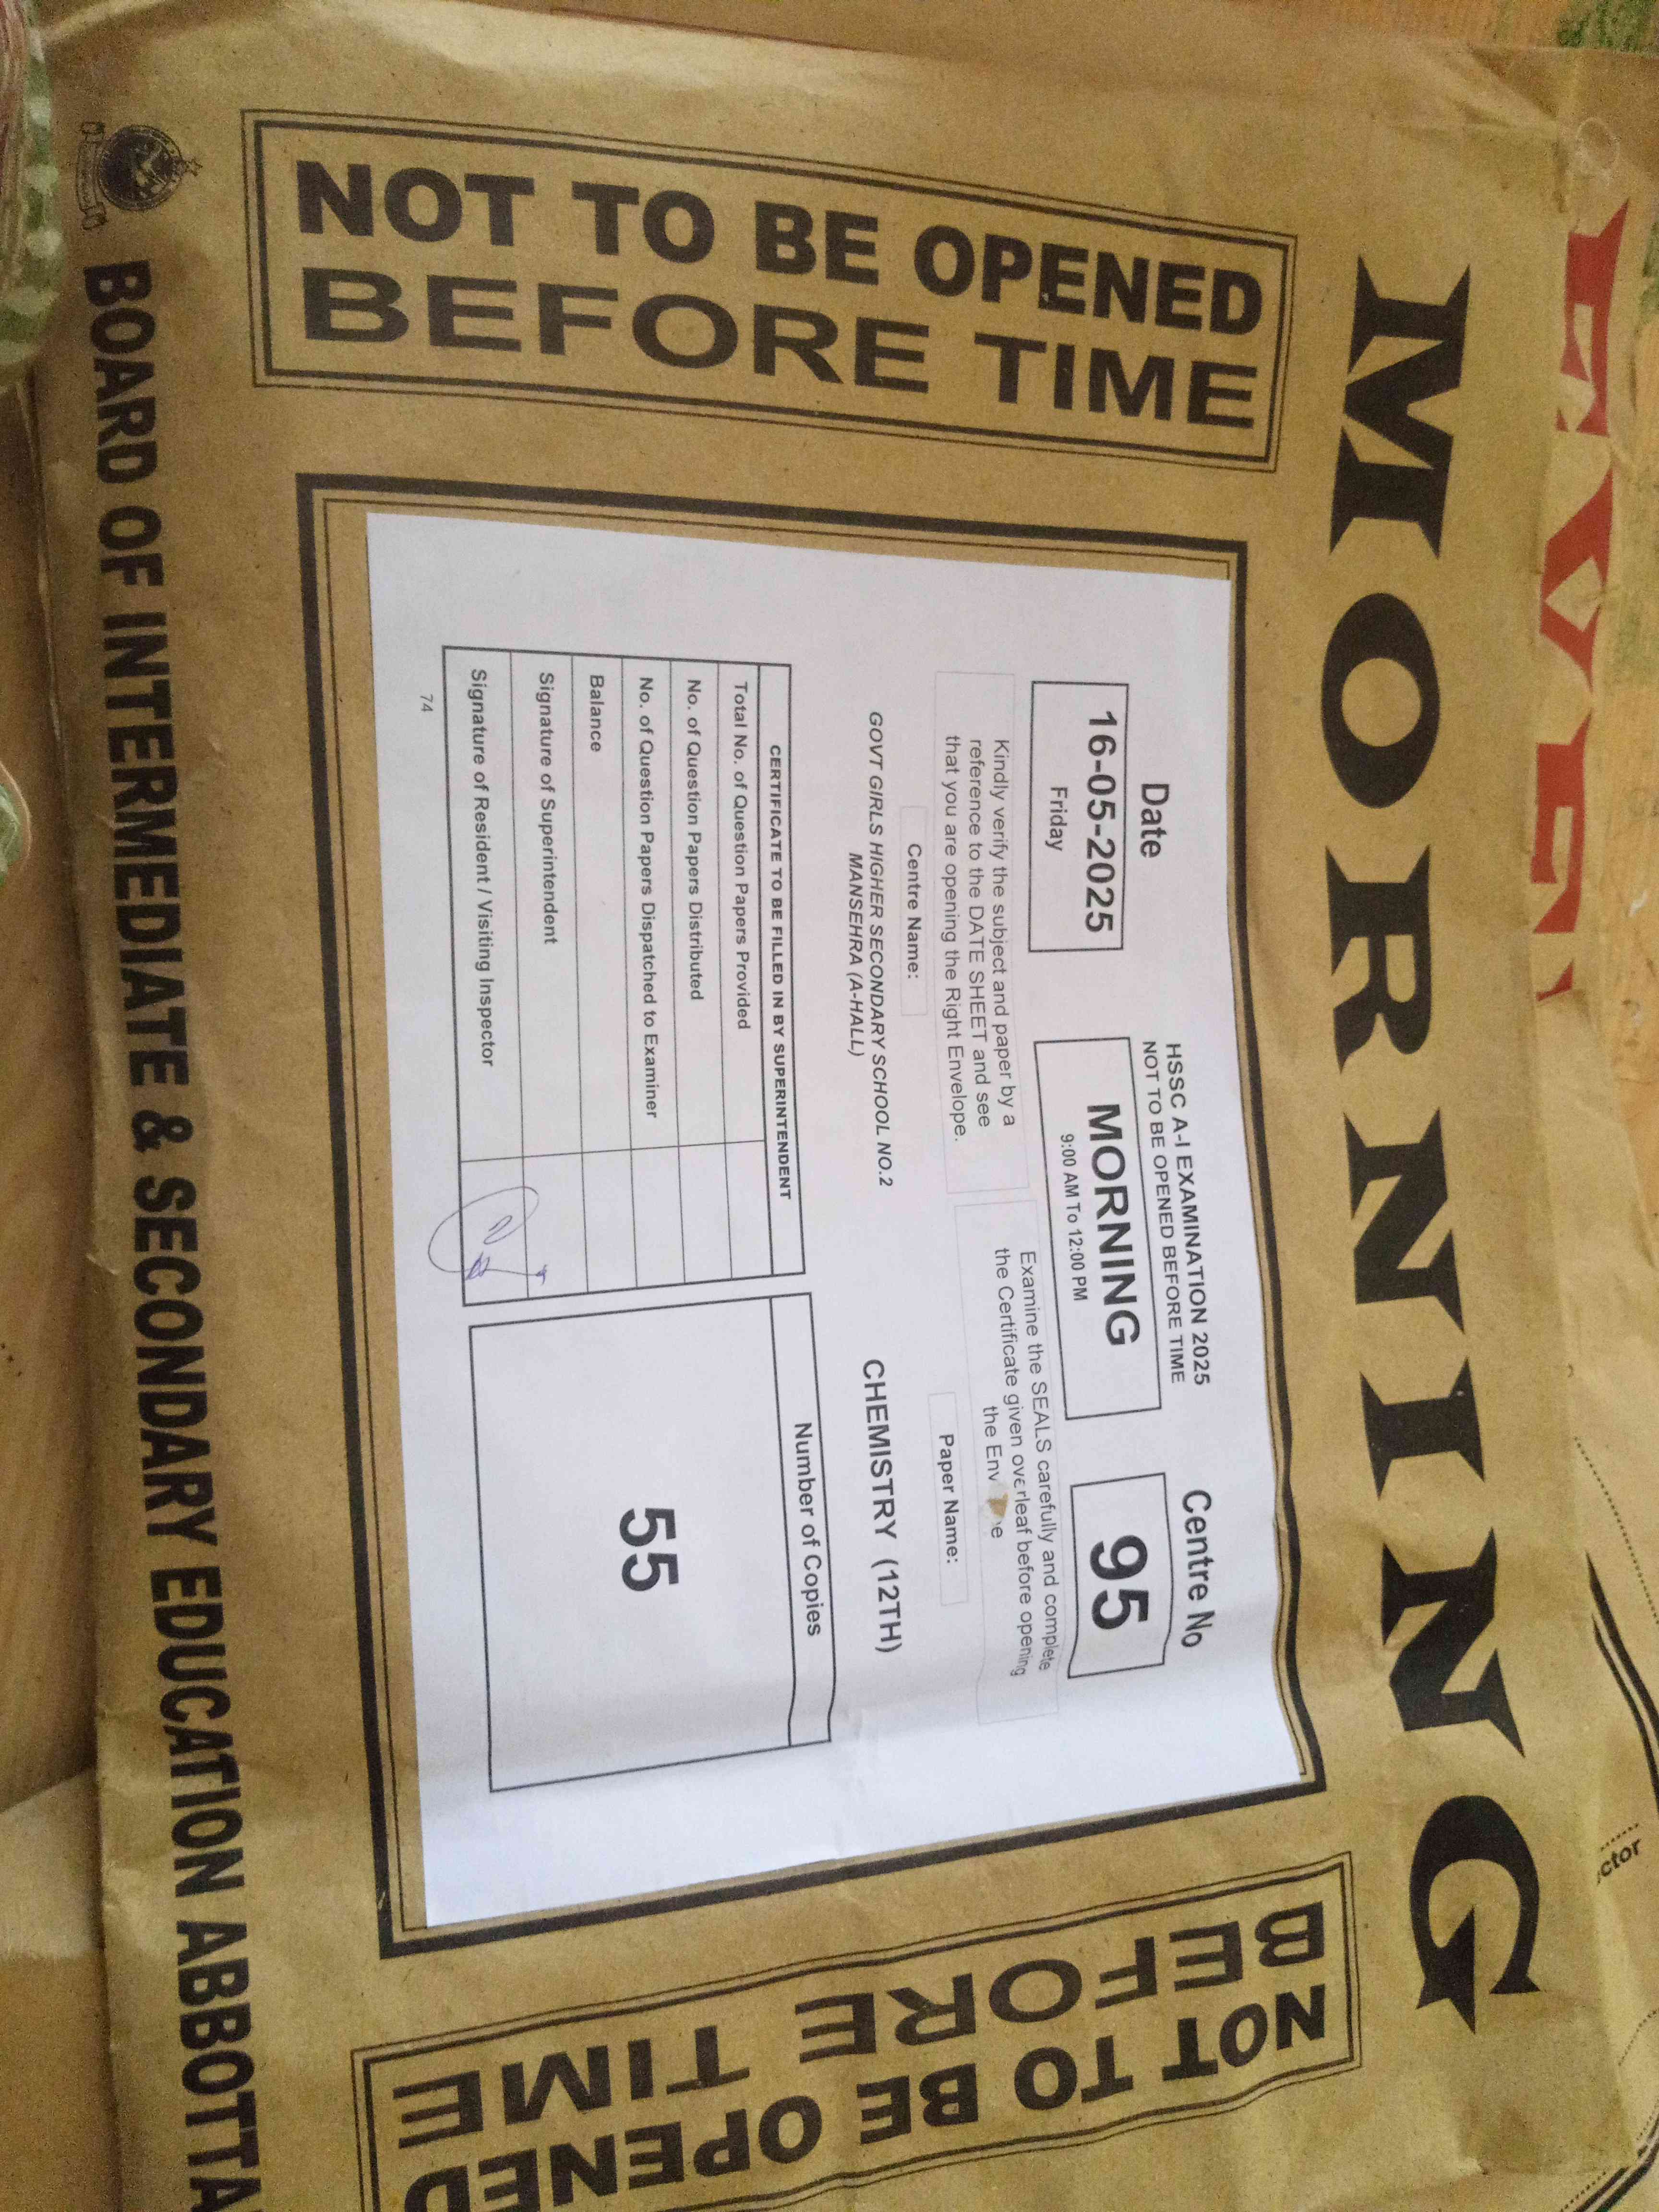 MORNING
NOT TO BE OPENED
BEFORE TIME
Date
16-05-2025
Friday
HSSC A-I EXAMINATION 2025
NOT TO BE OPENED BEFORE TIME
MORNING
9:00 AM To 12:00 PM
Centre No
95
Kindly verify the subject and paper by a
reference to the DATE SHEET and see
that you are opening the Right Envelope.
Examine the SEALS carefully and complete
the Certificate given overleaf before opening
the Env
Centre Name:
GOVT GIRLS HIGHER SECONDARY SCHOOL NO.2
MANSEHRA (A-HALL)
Paper Name:
CHEMISTRY (12TH)
CERTIFICATE TO BE FILLED IN BY SUPERINTENDENT
Total No. of Question Papers Provided
No. of Question Papers Distributed
No. of Question Papers Dispatched to Examiner
Balance
Signature of Superintendent
Signature of Resident / Visiting Inspector
Number of Copies
55
74
NOT TO BE OPENED
BEFORE TIME
BOARD OF INTERMEDIATE & SECONDARY EDUCATION ABBOTTA
ctor